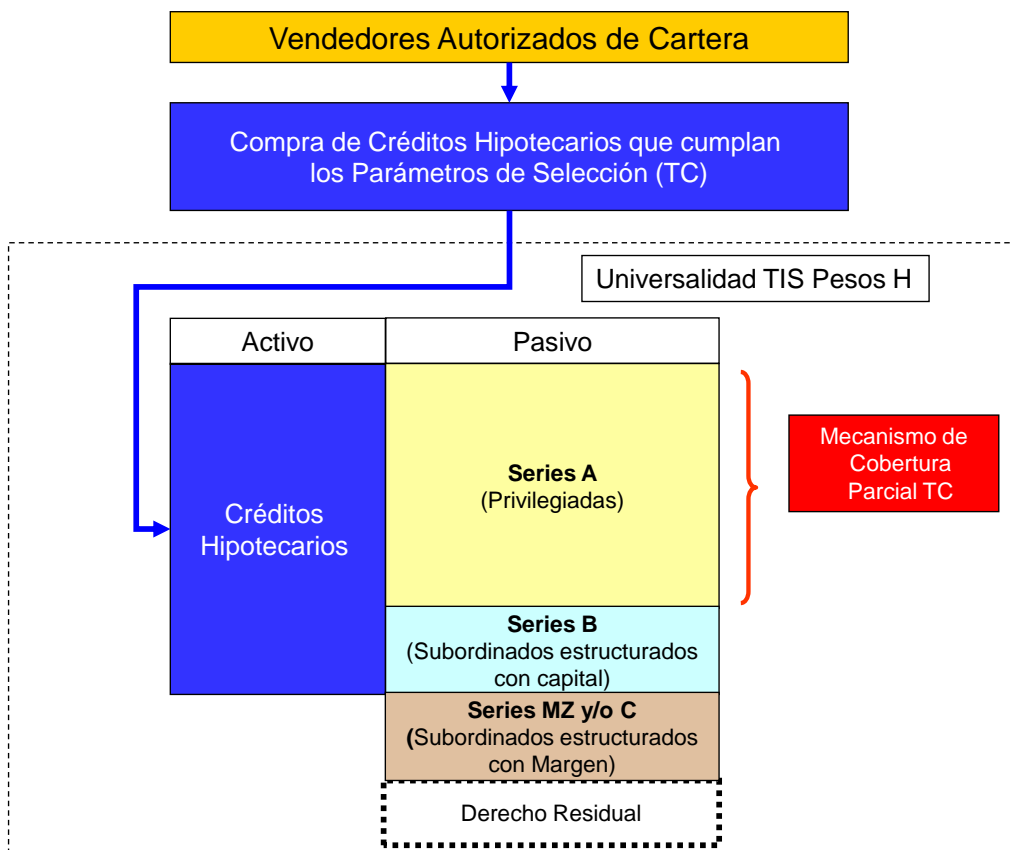 Vendedores Autorizados de Cartera
Compra de Créditos Hipotecarios que cumplan
los Parámetros de Selección (TC)
Universalidad TIS Pesos H
Activo
Pasivo
Créditos
Hipotecarios
Series A
(Privilegiadas)
Mecanismo de
Cobertura
Parcial TC
Series B
(Subordinados estructurados
con capital)
Series MZ y/o C
(Subordinados estructurados
con Margen)
Derecho Residual